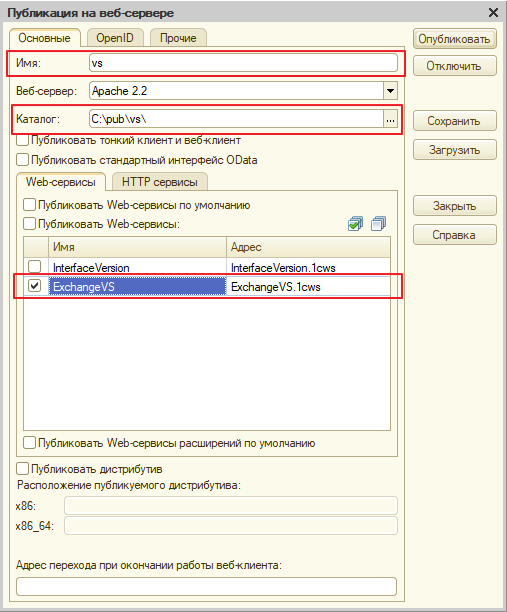 Публикация на веб-сервере
Основные OpenID Прочие
Опубликовать
Имя: vs
Отключить
Веб-сервер: Apache 2.2
Каталог: C:\pub\vs\ ...
Сохранить
Публиковать тонкий клиент и веб-клиент
Загрузить
Публиковать стандартный интерфейс OData
Web-сервисы HTTP сервисы
Публиковать Web-сервисы по умолчанию
Закрыть
Публиковать Web-сервисы:
Справка
Имя Адрес
InterfaceVersion InterfaceVersion.1cws
ExchangeVS ExchangeVS.1cws
Публиковать Web-сервисы расширений по умолчанию
Публиковать дистрибутив
Расположение публикуемого дистрибутива:
x86:
x86_64:
Адрес перехода при окончании работы веб-клиента: